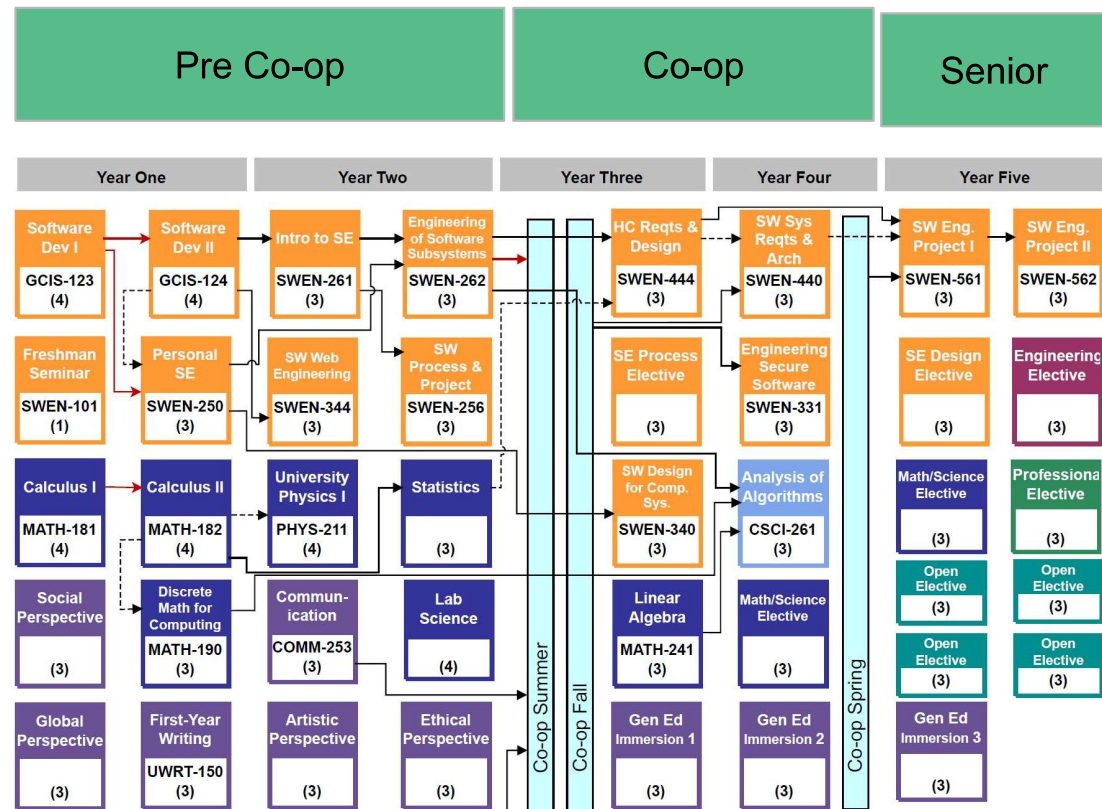 Pre Co-op
Co-op
Senior
Year One
Year Two
Year Three
Year Four
Year Five
Software
Dev I
GCIS-123
(4)
Software
Dev II
GCIS-124
(4)
Intro to SE
SWEN-261
(3)
Engineering
of Software
Subsystems
SWEN-262
(3)
HC Reqts &
Design
SWEN-444
(3)
SW Sys
Reqts &
Arch
SWEN-440
(3)
SW Eng.
Project I
SWEN-561
(3)
SW Eng.
Project II
SWEN-562
(3)
Freshman
Seminar
SWEN-101
(1)
Personal
SE
SWEN-250
(3)
SW Web
Engineering
SWEN-344
(3)
SW
Process &
Project
SWEN-256
(3)
SE Process
Elective
(3)
Engineering
Secure
Software
SWEN-331
(3)
SE Design
Elective
(3)
Engineering
Elective
(3)
Calculus I
MATH-181
(4)
Calculus II
MATH-182
(4)
University
Physics I
PHYS-211
(4)
Statistics
(3)
SW Design
for Comp.
Sys.
SWEN-340
(3)
Analysis of
Algorithms
CSCI-261
(3)
Math/Science
Elective
(3)
Professiona
Elective
(3)
Social
Perspective
(3)
Discrete
Math for
Computing
MATH-190
(3)
Commun-
ication
COMM-253
(3)
Lab
Science
(4)
Linear
Algebra
MATH-241
(3)
Math/Science
Elective
(3)
Open
Elective
(3)
Open
Elective
(3)
Open
Elective
(3)
Open
Elective
(3)
Global
Perspective
(3)
First-Year
Writing
UWRT-150
(3)
Artistic
Perspective
(3)
Ethical
Perspective
(3)
Co-op Summer
Co-op Fall
Gen Ed
Immersion 1
(3)
Gen Ed
Immersion 2
(3)
Co-op Spring
Gen Ed
Immersion 3
(3)